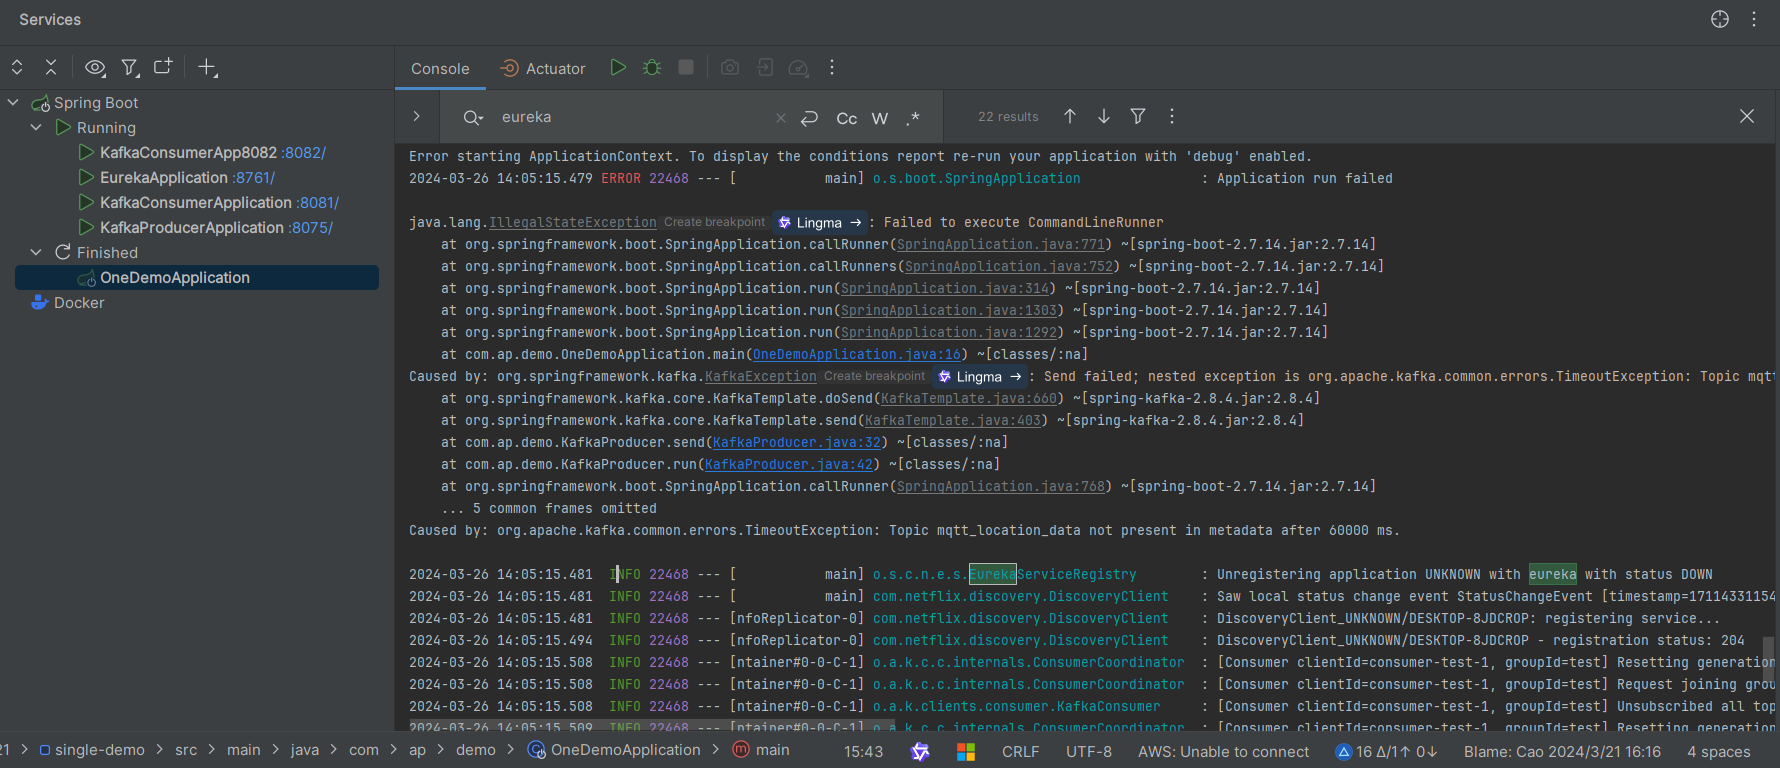 Services
Console
Actuator
eureka
Cc
W
.*
22 results
Spring Boot
Running
KafkaConsumerApp8082 :8082/
EurekaApplication :8761/
KafkaConsumerApplication :8081/
KafkaProducerApplication :8075/
Finished
OneDemoApplication
Docker
Error starting ApplicationContext. To display the conditions report re-run your application with 'debug' enabled.
2024-03-26 14:05:15.479 ERROR 22468 --- [           main] o.s.boot.SpringApplication               : Application run failed
java.lang.IllegalStateException Create breakpoint Lingma → : Failed to execute CommandLineRunner
at org.springframework.boot.SpringApplication.callRunner(SpringApplication.java:771) ~[spring-boot-2.7.14.jar:2.7.14]
at org.springframework.boot.SpringApplication.callRunners(SpringApplication.java:752) ~[spring-boot-2.7.14.jar:2.7.14]
at org.springframework.boot.SpringApplication.run(SpringApplication.java:314) ~[spring-boot-2.7.14.jar:2.7.14]
at org.springframework.boot.SpringApplication.run(SpringApplication.java:1303) ~[spring-boot-2.7.14.jar:2.7.14]
at org.springframework.boot.SpringApplication.run(SpringApplication.java:1292) ~[spring-boot-2.7.14.jar:2.7.14]
at com.ap.demo.OneDemoApplication.main(OneDemoApplication.java:16) ~[classes/:na]
Caused by: org.springframework.kafka.KafkaException Create breakpoint Lingma → : Send failed; nested exception is org.apache.kafka.common.errors.TimeoutException: Topic mqtt
at org.springframework.kafka.core.KafkaTemplate.doSend(KafkaTemplate.java:660) ~[spring-kafka-2.8.4.jar:2.8.4]
at org.springframework.kafka.core.KafkaTemplate.send(KafkaTemplate.java:403) ~[spring-kafka-2.8.4.jar:2.8.4]
at com.ap.demo.KafkaProducer.send(KafkaProducer.java:32) ~[classes/:na]
at com.ap.demo.KafkaProducer.run(KafkaProducer.java:42) ~[classes/:na]
at org.springframework.boot.SpringApplication.callRunner(SpringApplication.java:768) ~[spring-boot-2.7.14.jar:2.7.14]
... 5 common frames omitted
Caused by: org.apache.kafka.common.errors.TimeoutException: Topic mqtt_location_data not present in metadata after 60000 ms.
2024-03-26 14:05:15.481  INFO 22468 --- [           main] o.s.c.n.e.s.EurekaServiceRegistry        : Unregistering application UNKNOWN with eureka with status DOWN
2024-03-26 14:05:15.481  INFO 22468 --- [           main] com.netflix.discovery.DiscoveryClient    : Saw local status change event StatusChangeEvent [timestamp=17114331154
2024-03-26 14:05:15.481  INFO 22468 --- [nfoReplicator-0] com.netflix.discovery.DiscoveryClient    : DiscoveryClient_UNKNOWN/DESKTOP-8JDCROP: registering service...
2024-03-26 14:05:15.494  INFO 22468 --- [nfoReplicator-0] com.netflix.discovery.DiscoveryClient    : DiscoveryClient_UNKNOWN/DESKTOP-8JDCROP - registration status: 204
2024-03-26 14:05:15.508  INFO 22468 --- [ntainer#0-0-C-1] o.a.k.c.c.internals.ConsumerCoordinator  : [Consumer clientId=consumer-test-1, groupId=test] Resetting generation
2024-03-26 14:05:15.508  INFO 22468 --- [ntainer#0-0-C-1] o.a.k.c.c.internals.ConsumerCoordinator  : [Consumer clientId=consumer-test-1, groupId=test] Request joining grou
2024-03-26 14:05:15.508  INFO 22468 --- [ntainer#0-0-C-1] o.a.k.clients.consumer.KafkaConsumer     : [Consumer clientId=consumer-test-1, groupId=test] Unsubscribed all top
2024-03-26 14:05:15.509  INFO 22468 --- [ntainer#0-0-C-1] o.a.k.c.c.internals.ConsumerCoordinator  : [Consumer clientId=consumer-test-1, groupId=test] Resetting generation
21 > single-demo > src > main > java > com > ap > demo > OneDemoApplication > m main
15:43
CRLF
UTF-8
AWS: Unable to connect
16 Δ/1↑ 0↓
Blame: Cao 2024/3/21 16:16
4 spaces